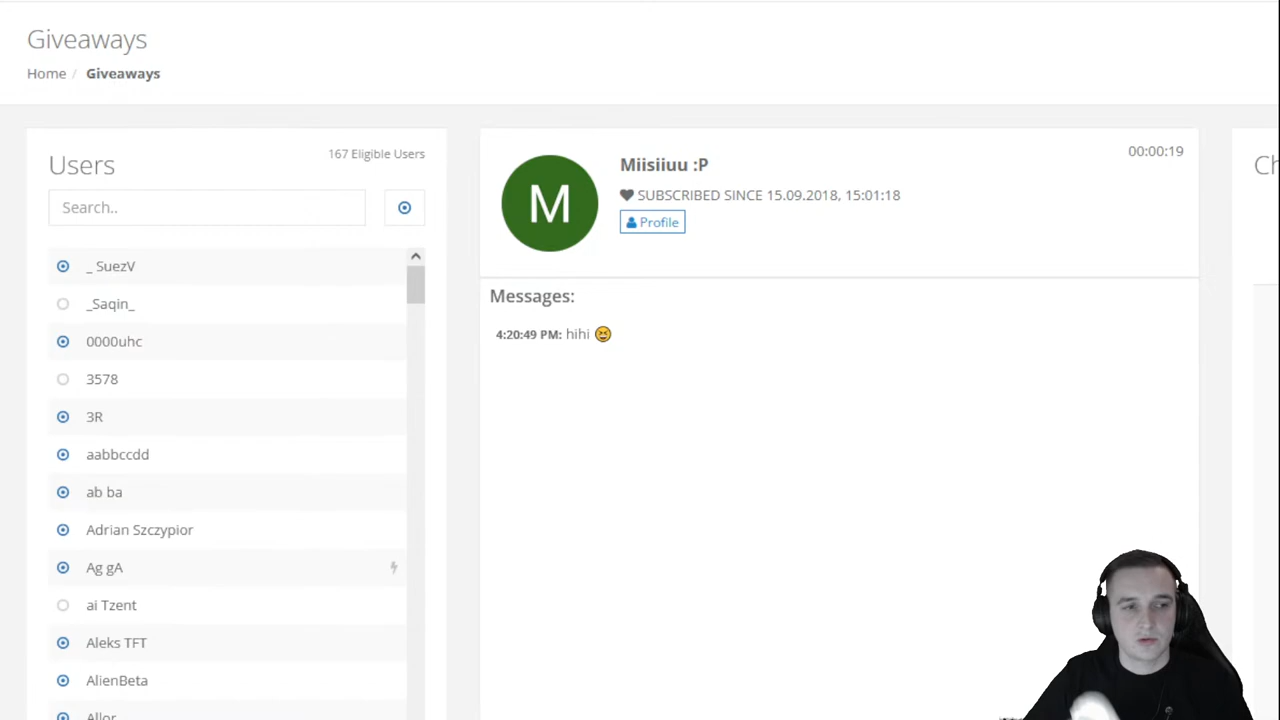 Giveaways
Home / Giveaways
Users
167 Eligible Users
Search..
_ SuezV
_Saqin_
0000uhc
3578
3R
aabbccdd
ab ba
Adrian Szczypior
Ag gA
ai Tzent
Aleks TFT
AlienBeta
Allor
M
Miisiiuu :P
00:00:19
SUBSCRIBED SINCE 15.09.2018, 15:01:18
Profile
Messages:
4:20:49 PM: hihi 😆